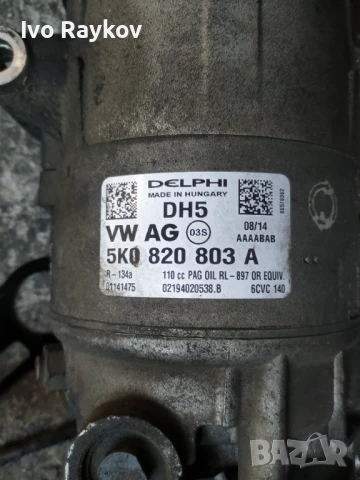 Ivo Raykov
DELPHI
MADE IN HUNGARY
DH5
VW AG 03S
08/14
AAAABAB
5K0 820 803 A
R-134a 110 cc PAG OIL RL-897 OR EQUIV.
01141475 02194020538.B 6CVC 140
BAZAR